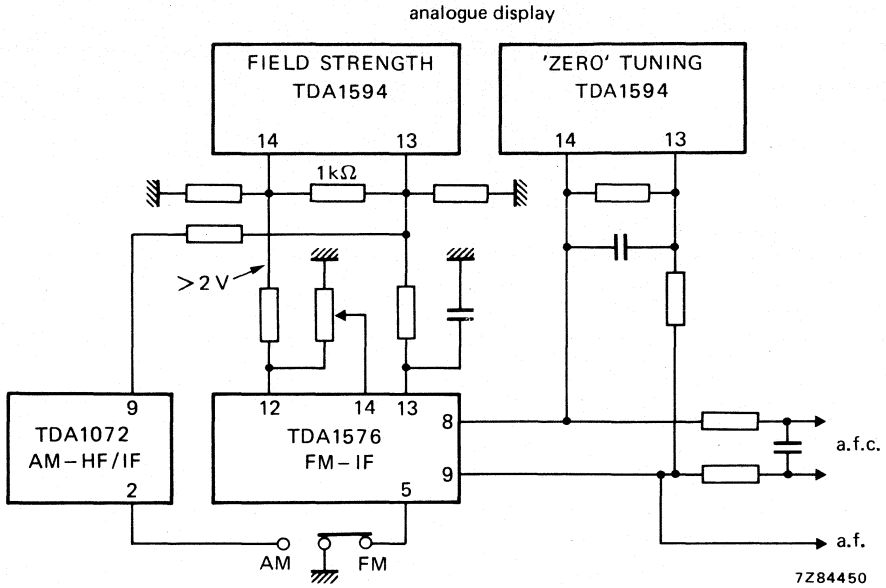 analogue display
FIELD STRENGTH
TDA1594
14 13
'ZERO' TUNING
TDA1594
14 13
1kΩ
>2V
9
TDA1072
AM-HF/IF
2
12 14 13
TDA1576
FM-IF
8
9
5
AM FM
a.f.c.
a.f.
7Z84450